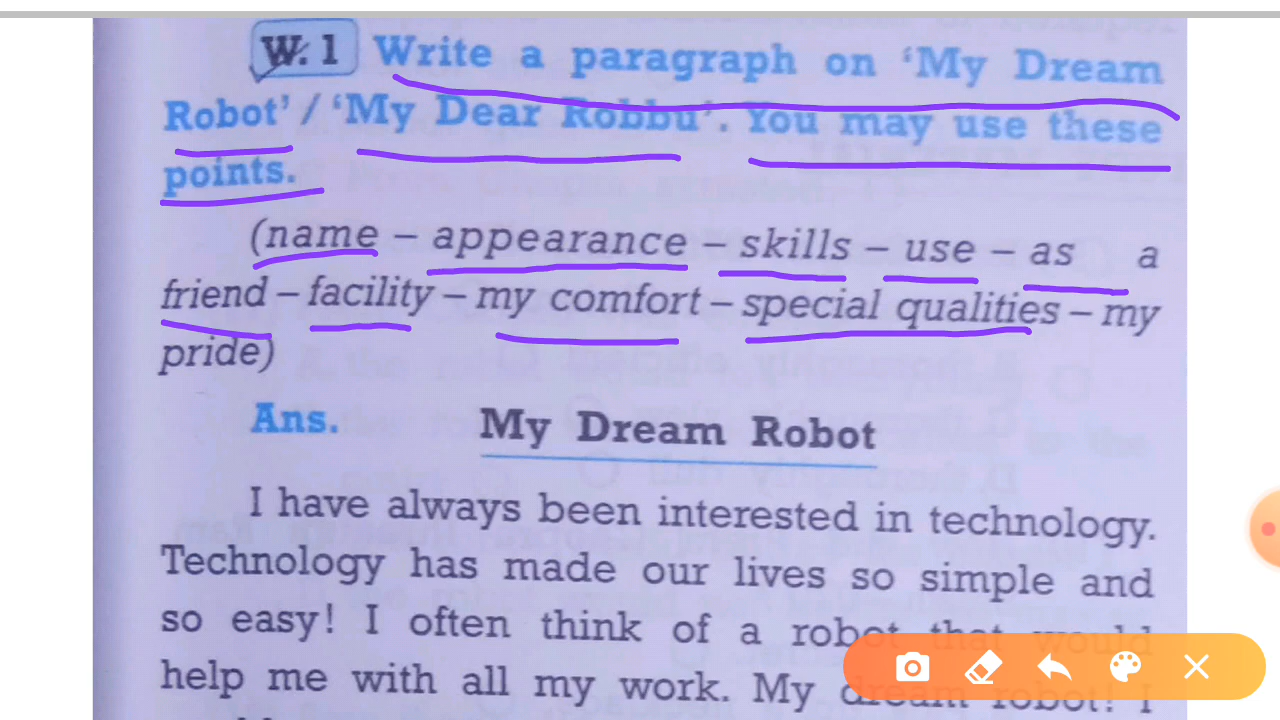 W. 1 Write a paragraph on ‘My Dream
Robot’ / ‘My Dear Robbu’. You may use these
points.
(name – appearance – skills – use – as a
friend – facility – my comfort – special qualities – my
pride)
Ans. My Dream Robot
I have always been interested in technology.
Technology has made our lives so simple and
so easy! I often think of a robot that would
help me with all my work. My dream robot! I